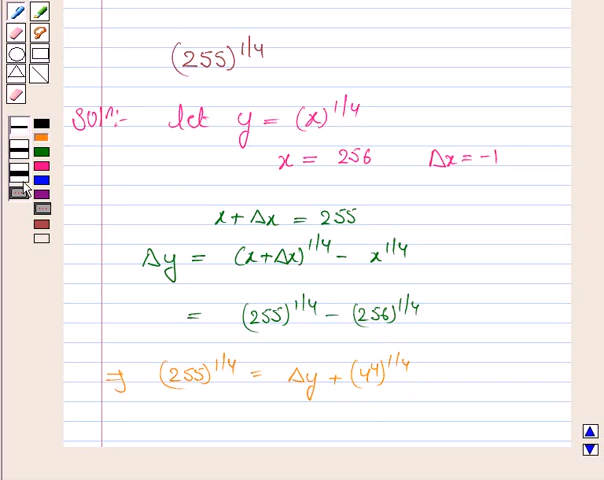 (255)^1/4
Soln:- let y = (x)^1/4
x = 256 Δx = -1
x + Δx = 255
Δy = (x + Δx)^1/4 - x^1/4
= (255)^1/4 - (256)^1/4
⇒ (255)^1/4 = Δy + (4^4)^1/4